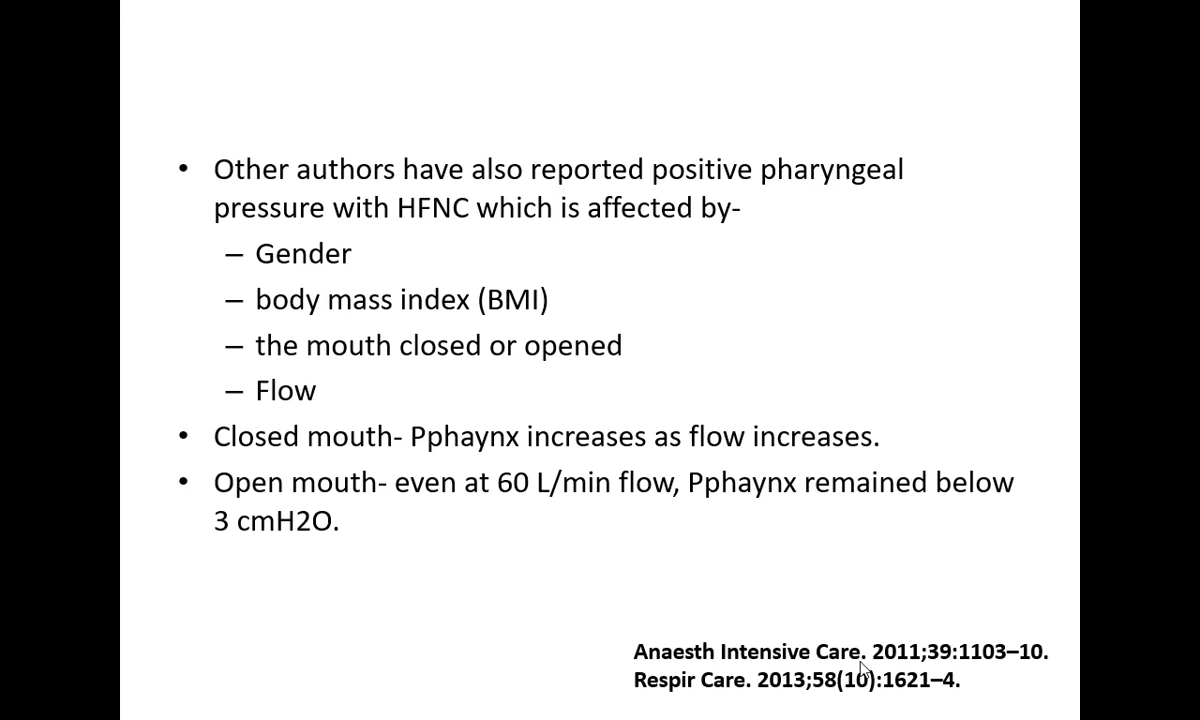 • Other authors have also reported positive pharyngeal
pressure with HFNC which is affected by-
– Gender
– body mass index (BMI)
– the mouth closed or opened
– Flow
• Closed mouth- Pphaynx increases as flow increases.
• Open mouth- even at 60 L/min flow, Pphaynx remained below
3 cmH2O.
Anaesth Intensive Care. 2011;39:1103–10.
Respir Care. 2013;58(10):1621–4.